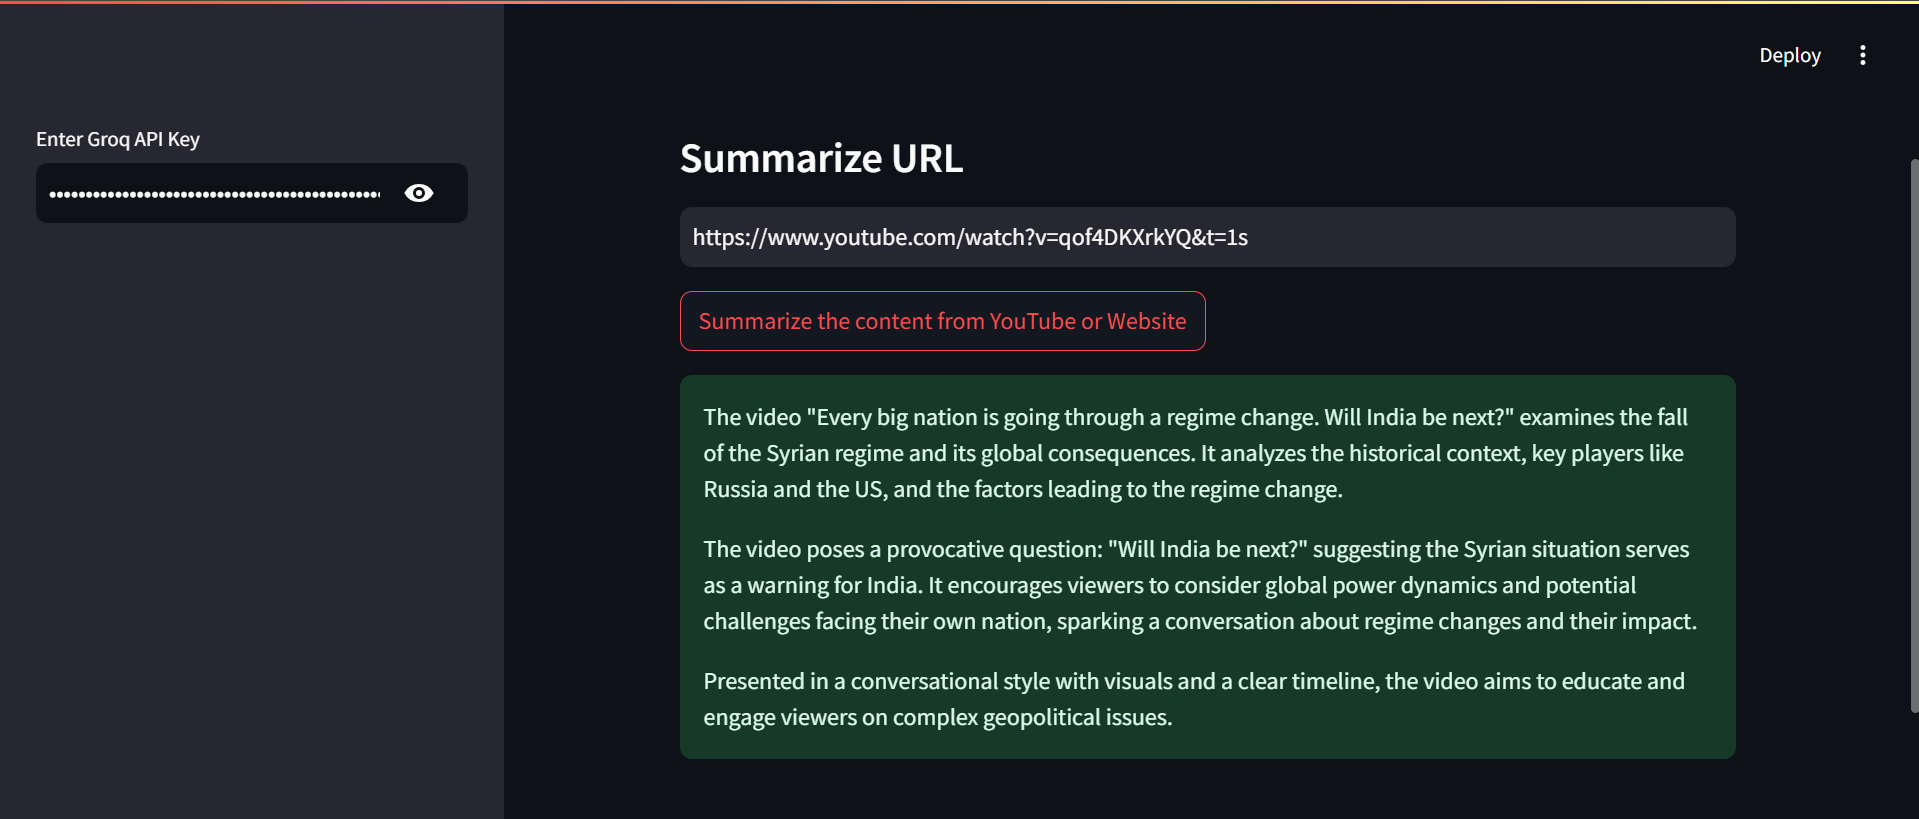 Deploy
Enter Groq API Key
Summarize URL
https://www.youtube.com/watch?v=qof4DKXrkYQ&t=1s
Summarize the content from YouTube or Website
The video "Every big nation is going through a regime change. Will India be next?" examines the fall
of the Syrian regime and its global consequences. It analyzes the historical context, key players like
Russia and the US, and the factors leading to the regime change.
The video poses a provocative question: "Will India be next?" suggesting the Syrian situation serves
as a warning for India. It encourages viewers to consider global power dynamics and potential
challenges facing their own nation, sparking a conversation about regime changes and their impact.
Presented in a conversational style with visuals and a clear timeline, the video aims to educate and
engage viewers on complex geopolitical issues.